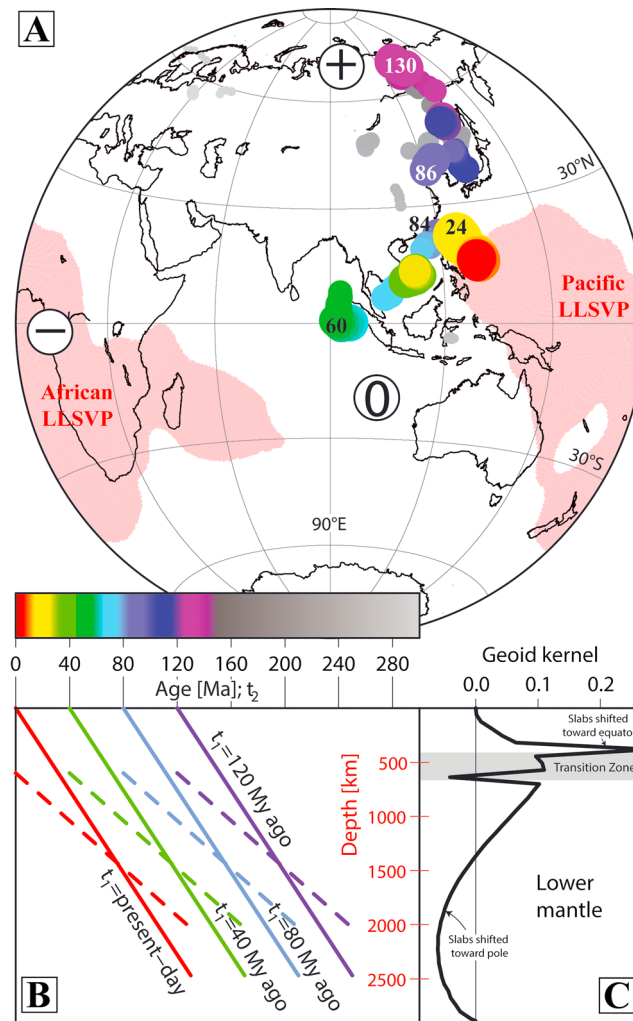 A
+
130
86
30°N
84
24
Pacific
LLSVP
60
−
African
LLSVP
0
30°S
90°E
0
40
80
120
160
200
240
280
Age [Ma]; t2
t1=120 My ago
t1=present-day
t1=40 My ago
t1=80 My ago
B
Geoid kernel
0.0
0.1
0.2
Slabs shifted
toward equato
Transition Zone
500
1000
1500
2000
2500
Depth [km]
Lower
mantle
Slabs shifted
toward pole
C